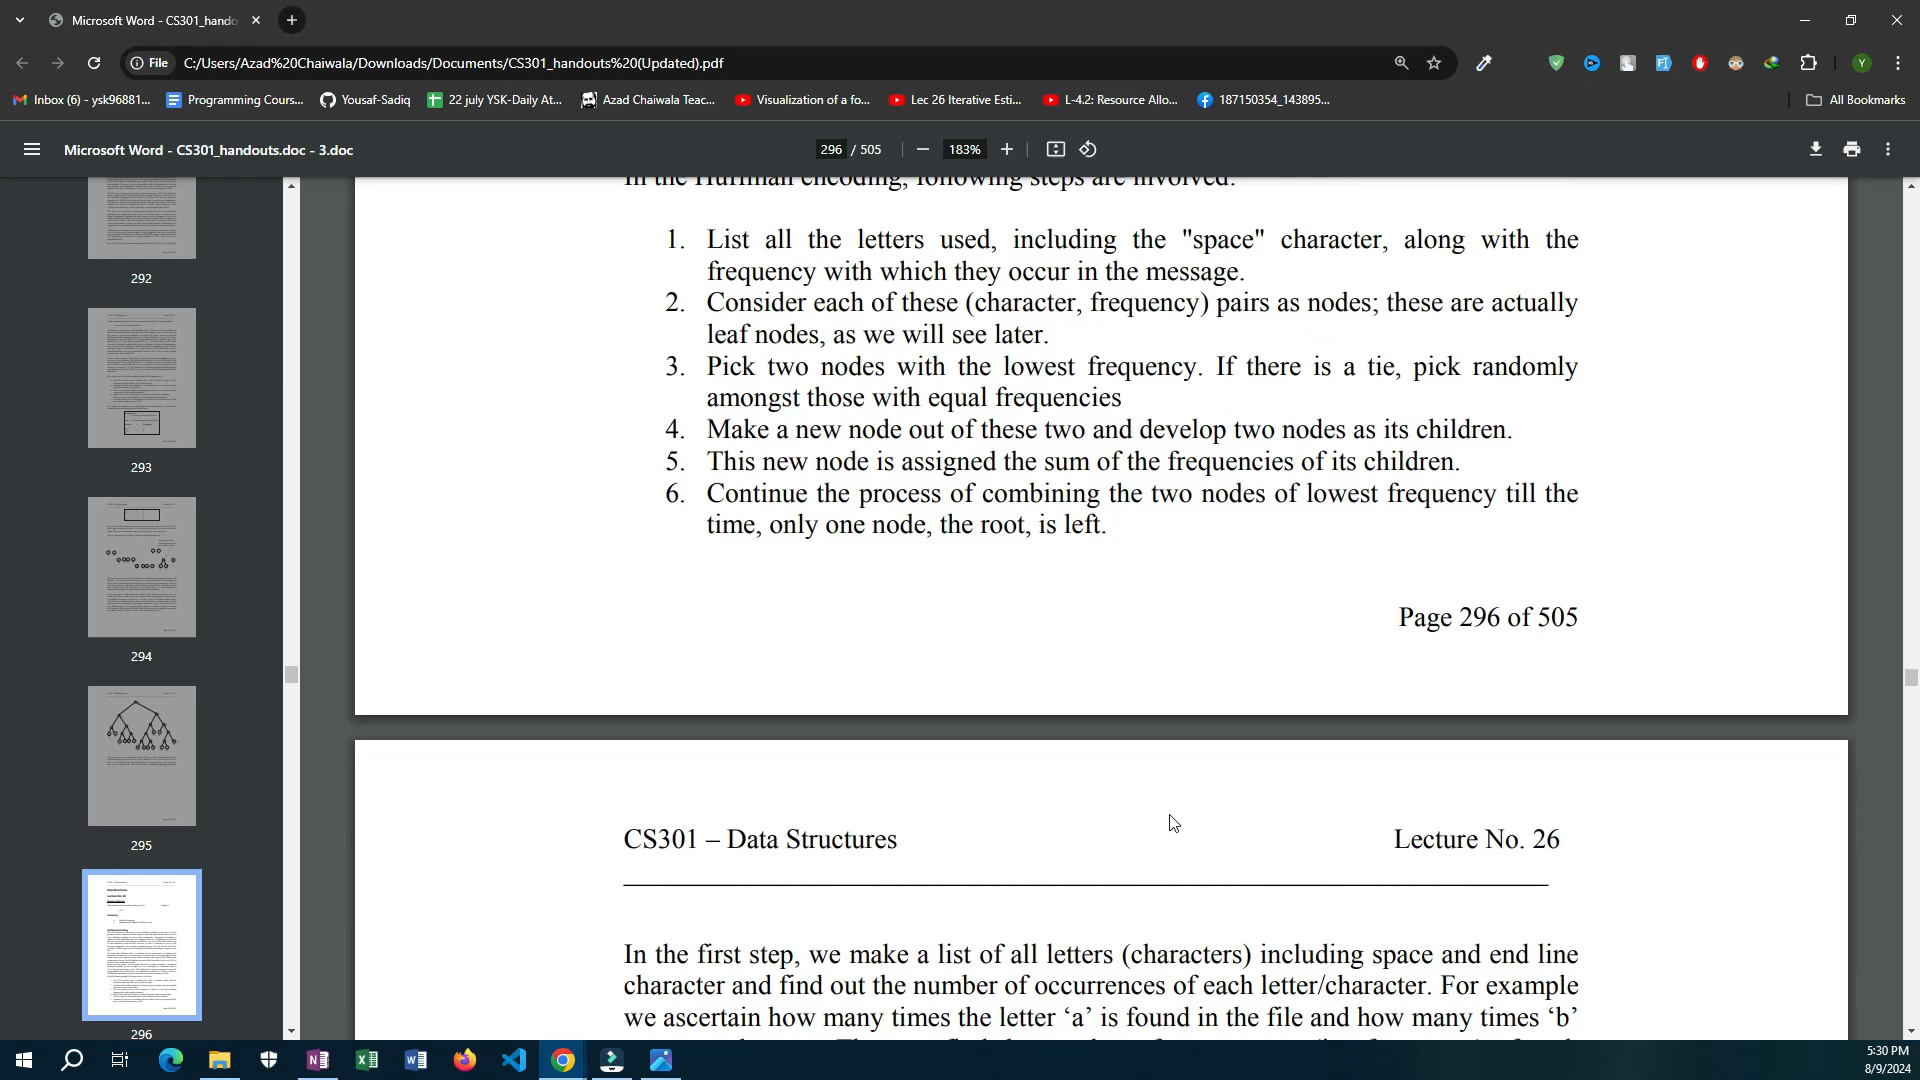 Microsoft Word - CS301_hando
File
C:/Users/Azad%20Chaiwala/Downloads/Documents/CS301_handouts%20(Updated).pdf
Y
Inbox (6) - ysk96881...
Programming Cours...
Yousaf-Sadiq
22 july YSK-Daily At...
Azad Chaiwala Teac...
Visualization of a fo...
Lec 26 Iterative Esti...
L-4.2: Resource Allo...
187150354_143895...
All Bookmarks
Microsoft Word - CS301_handouts.doc - 3.doc
296 / 505
183%
292
293
294
295
296
In the Huffman encoding, following steps are involved:
1. List all the letters used, including the "space" character, along with the
frequency with which they occur in the message.
2. Consider each of these (character, frequency) pairs as nodes; these are actually
leaf nodes, as we will see later.
3. Pick two nodes with the lowest frequency. If there is a tie, pick randomly
amongst those with equal frequencies
4. Make a new node out of these two and develop two nodes as its children.
5. This new node is assigned the sum of the frequencies of its children.
6. Continue the process of combining the two nodes of lowest frequency till the
time, only one node, the root, is left.
Page 296 of 505
CS301 – Data Structures
Lecture No. 26
In the first step, we make a list of all letters (characters) including space and end line
character and find out the number of occurrences of each letter/character. For example
we ascertain how many times the letter ‘a’ is found in the file and how many times ‘b’
5:30 PM
8/9/2024